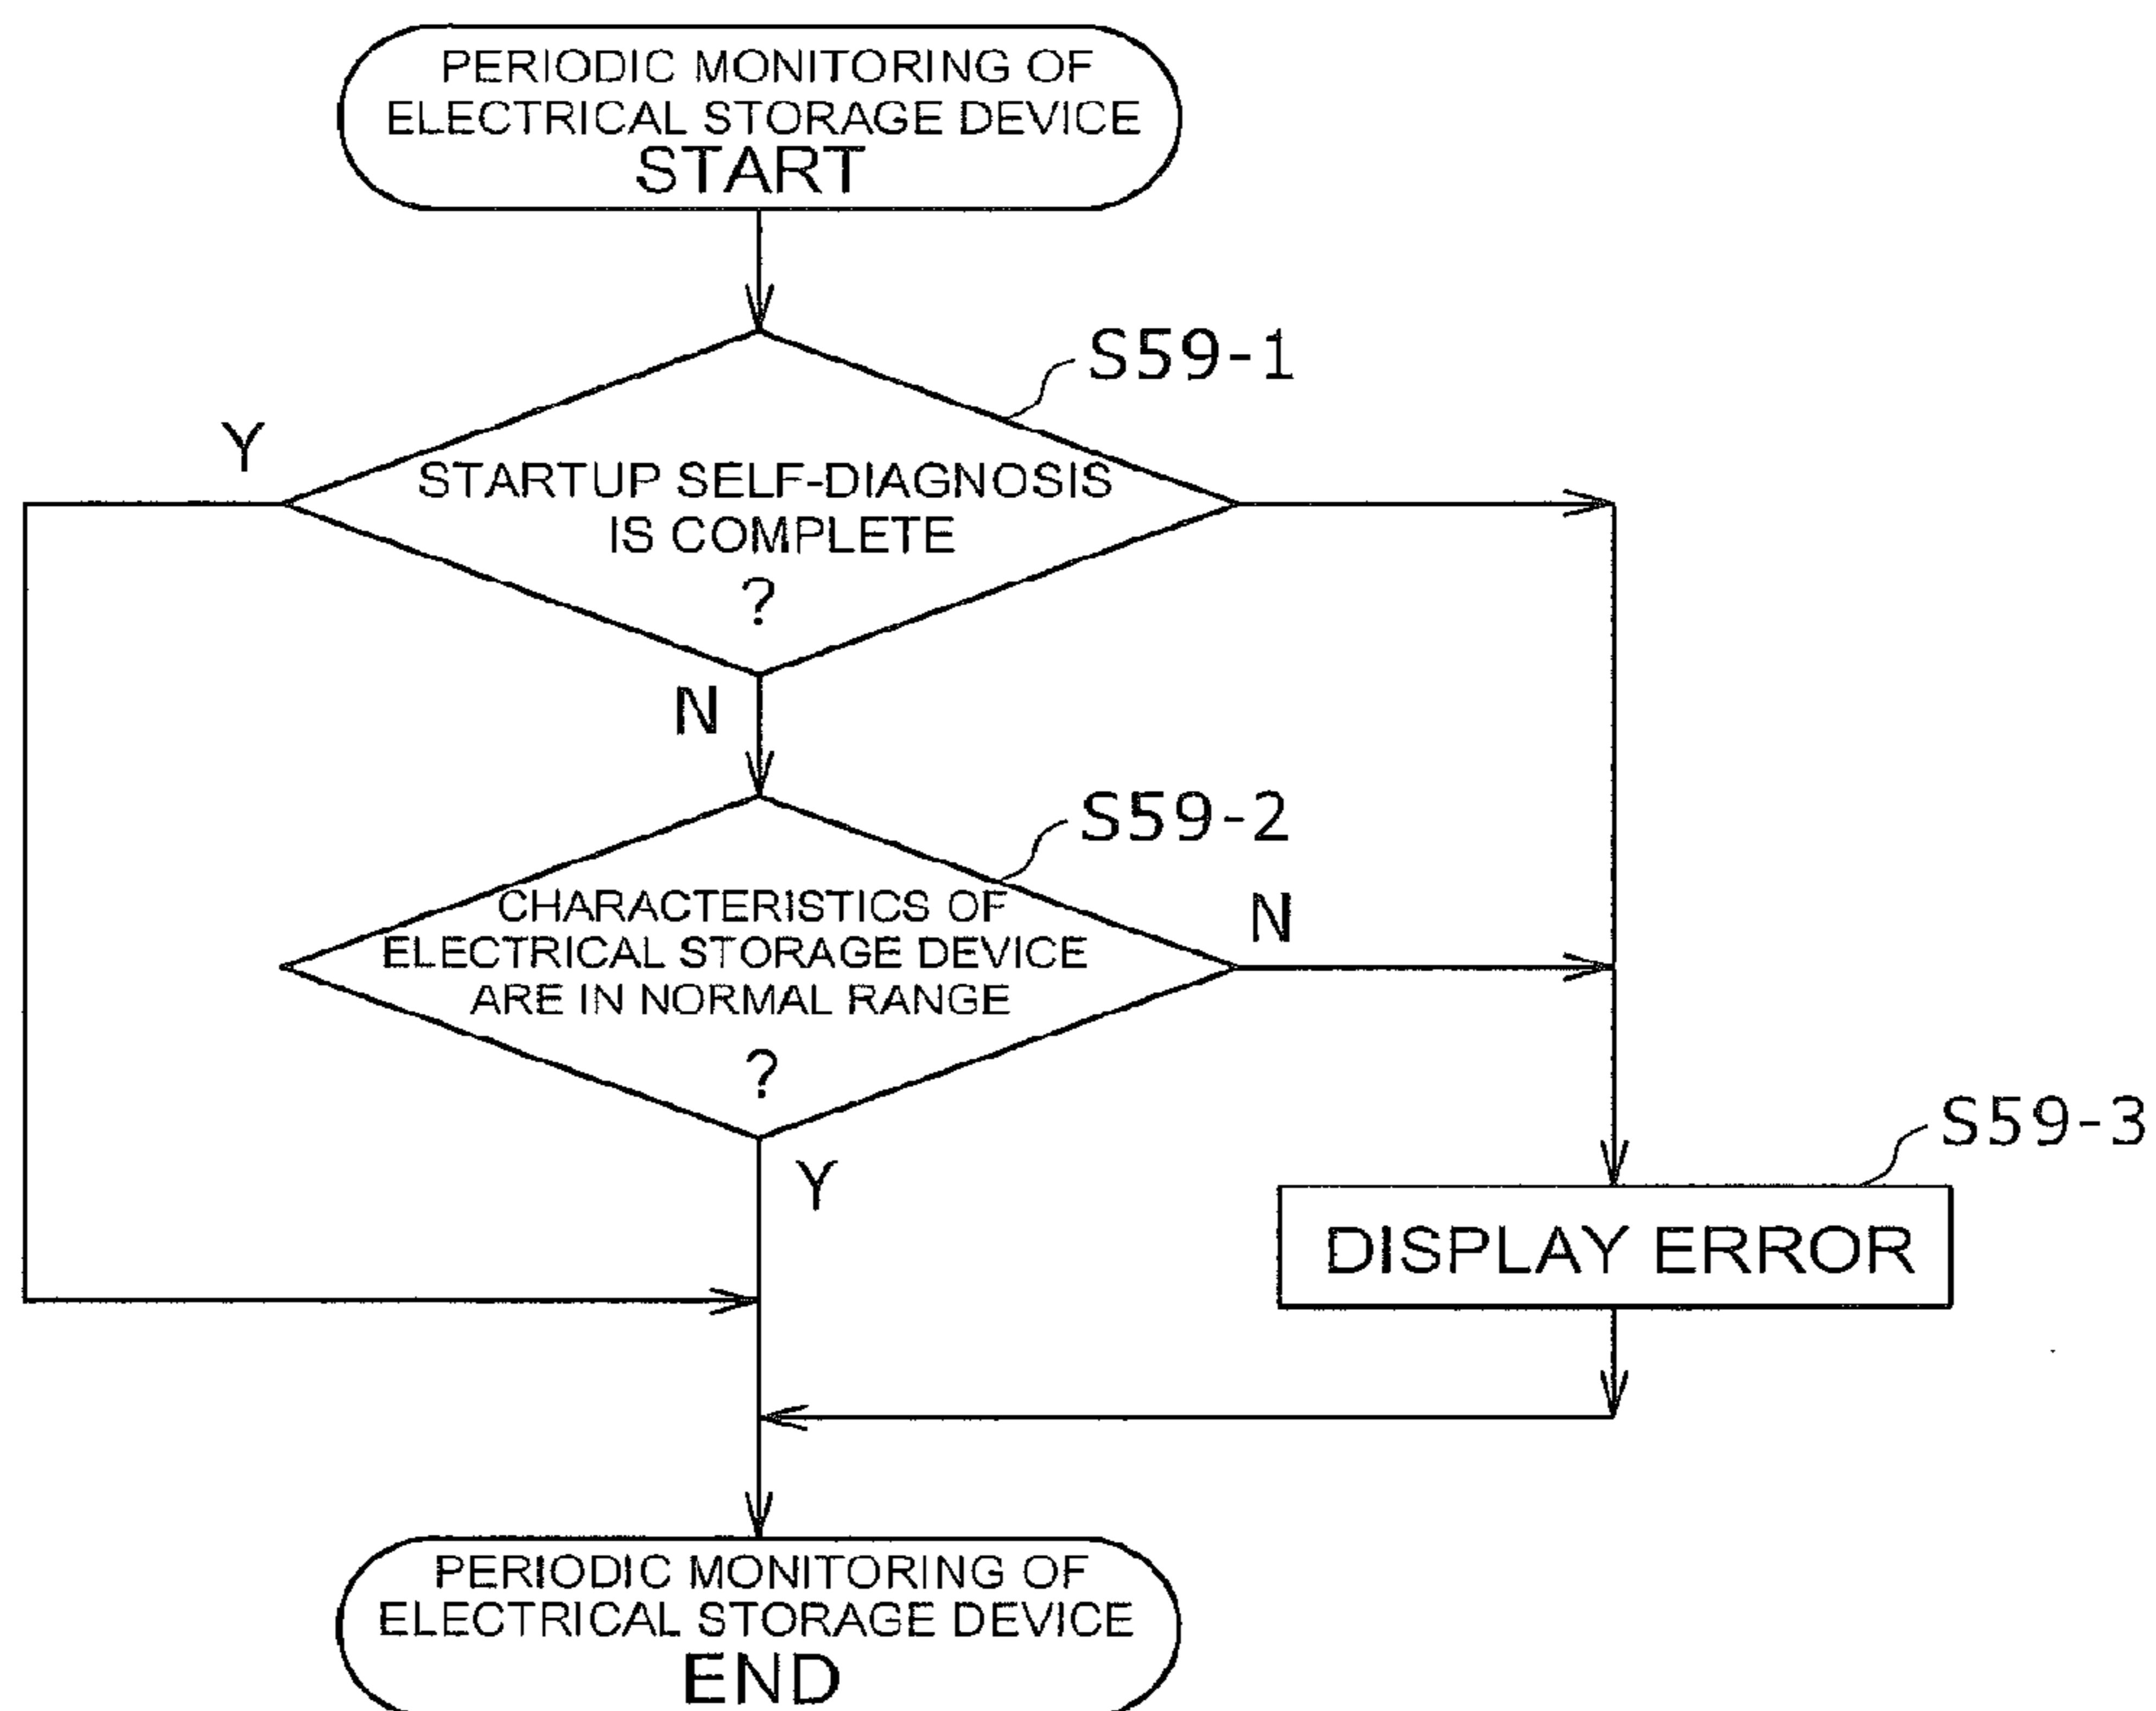 PERIODIC MONITORING OF
ELECTRICAL STORAGE DEVICE
START
S59-1
Y
STARTUP SELF-DIAGNOSIS
IS COMPLETE
?
N
S59-2
CHARACTERISTICS OF
ELECTRICAL STORAGE DEVICE
ARE IN NORMAL RANGE
?
N
Y
S59-3
DISPLAY ERROR
PERIODIC MONITORING OF
ELECTRICAL STORAGE DEVICE
END